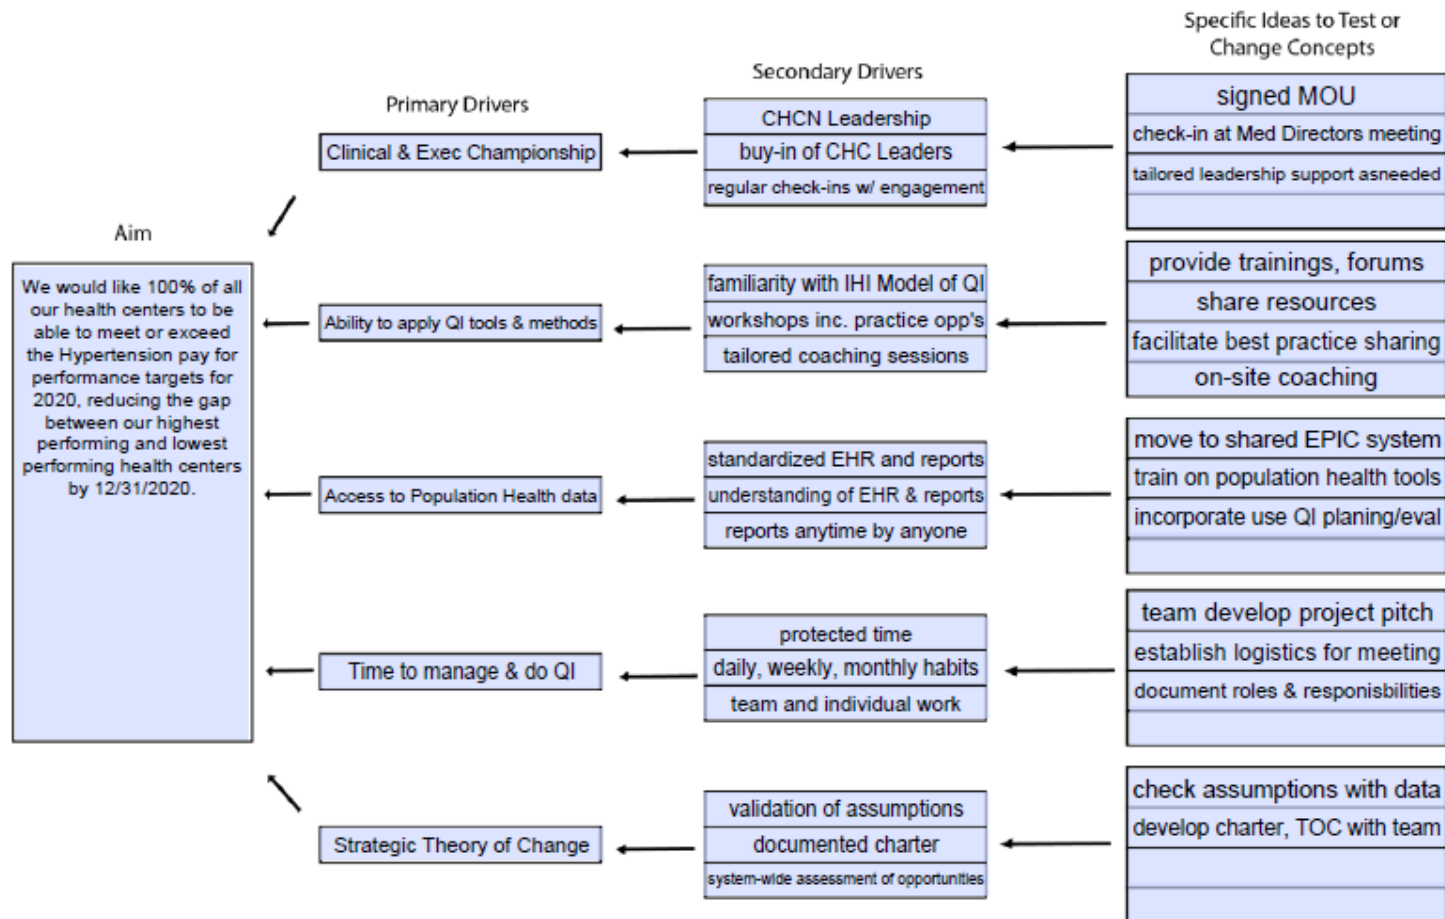 Specific Ideas to Test or
Change Concepts
Secondary Drivers
Primary Drivers
Aim
We would like 100% of all
our health centers to be
able to meet or exceed
the Hypertension pay for
performance targets for
2020, reducing the gap
between our highest
performing and lowest
performing health centers
by 12/31/2020.
Clinical & Exec Championship
CHCN Leadership
buy-in of CHC Leaders
regular check-ins w/ engagement
signed MOU
check-in at Med Directors meeting
tailored leadership support asneeded
Ability to apply QI tools & methods
familiarity with IHI Model of QI
workshops inc. practice opp's
tailored coaching sessions
provide trainings, forums
share resources
facilitate best practice sharing
on-site coaching
Access to Population Health data
standardized EHR and reports
understanding of EHR & reports
reports anytime by anyone
move to shared EPIC system
train on population health tools
incorporate use QI planing/eval
Time to manage & do QI
protected time
daily, weekly, monthly habits
team and individual work
team develop project pitch
establish logistics for meeting
document roles & responisbilities
Strategic Theory of Change
validation of assumptions
documented charter
system-wide assessment of opportunities
check assumptions with data
develop charter, TOC with team